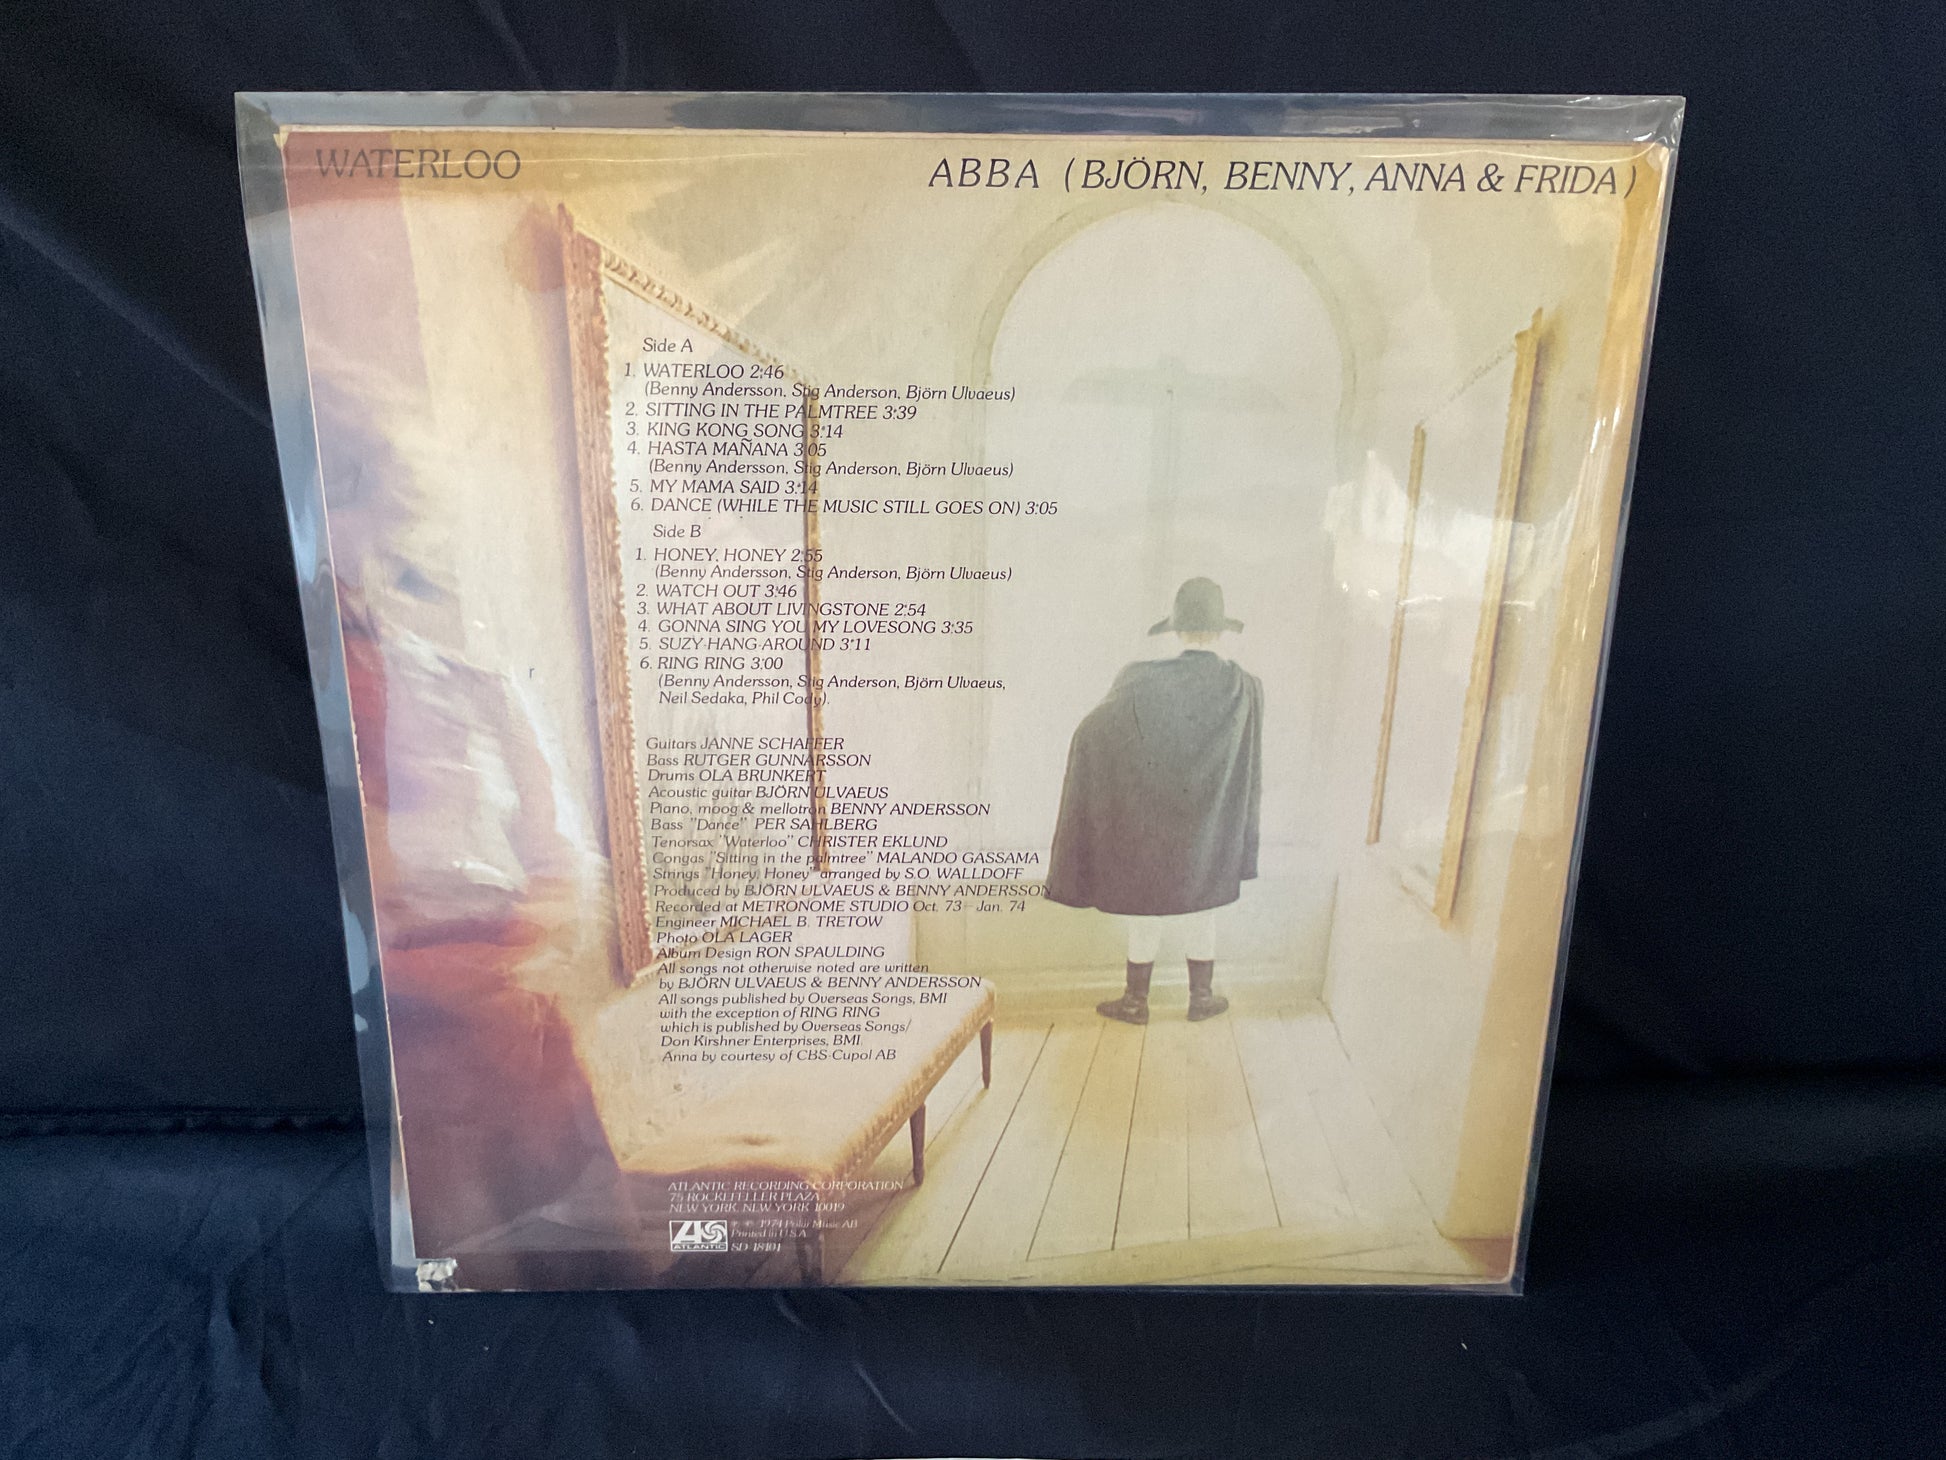 WATERLOO
ABBA (BJÖRN, BENNY, ANNA & FRIDA)
Side A
1. WATERLOO 2:46
(Benny Andersson, Stig Anderson, Björn Ulvaeus)
2. SITTING IN THE PALMTREE 3:39
3. KING KONG SONG 3:14
4. HASTA MAÑANA 3:05
(Benny Andersson, Stig Anderson, Björn Ulvaeus)
5. MY MAMA SAID 3:14
6. DANCE (WHILE THE MUSIC STILL GOES ON) 3:05
Side B
1. HONEY, HONEY 2:55
(Benny Andersson, Stig Anderson, Björn Ulvaeus)
2. WATCH OUT 3:46
3. WHAT ABOUT LIVINGSTONE 2:54
4. GONNA SING YOU MY LOVESONG 3:35
5. SUZY-HANG-AROUND 3:11
6. RING RING 3:00
(Benny Andersson, Stig Anderson, Björn Ulvaeus,
Neil Sedaka, Phil Cody).
Guitars JANNE SCHAFFER
Bass RUTGER GUNNARSSON
Drums OLA BRUNKERT
Acoustic guitar BJÖRN ULVAEUS
Piano, moog & mellotron BENNY ANDERSSON
Bass "Dance" PER SAHLBERG
Tenorsax "Waterloo" CHRISTER EKLUND
Congas "Sitting in the palmtree" MALANDO GASSAMA
Strings "Honey, Honey" arranged by S.O. WALLDOFF
Produced by BJÖRN ULVAEUS & BENNY ANDERSSON
Recorded at METRONOME STUDIO Oct. 73 – Jan. 74
Engineer MICHAEL B. TRETOW
Photo OLA LAGER
Album Design RON SPAULDING
All songs not otherwise noted are written
by BJÖRN ULVAEUS & BENNY ANDERSSON
All songs published by Overseas Songs, BMI
with the exception of RING RING
which is published by Overseas Songs/
Don Kirshner Enterprises, BMI
Anna by courtesy of CBS-Cupol AB
ATLANTIC RECORDING CORPORATION
75 ROCKEFELLER PLAZA
NEW YORK, NEW YORK 10019
ATLANTIC
℗ © 1974 Polar Music AB
Printed in U.S.A.
SD 18101